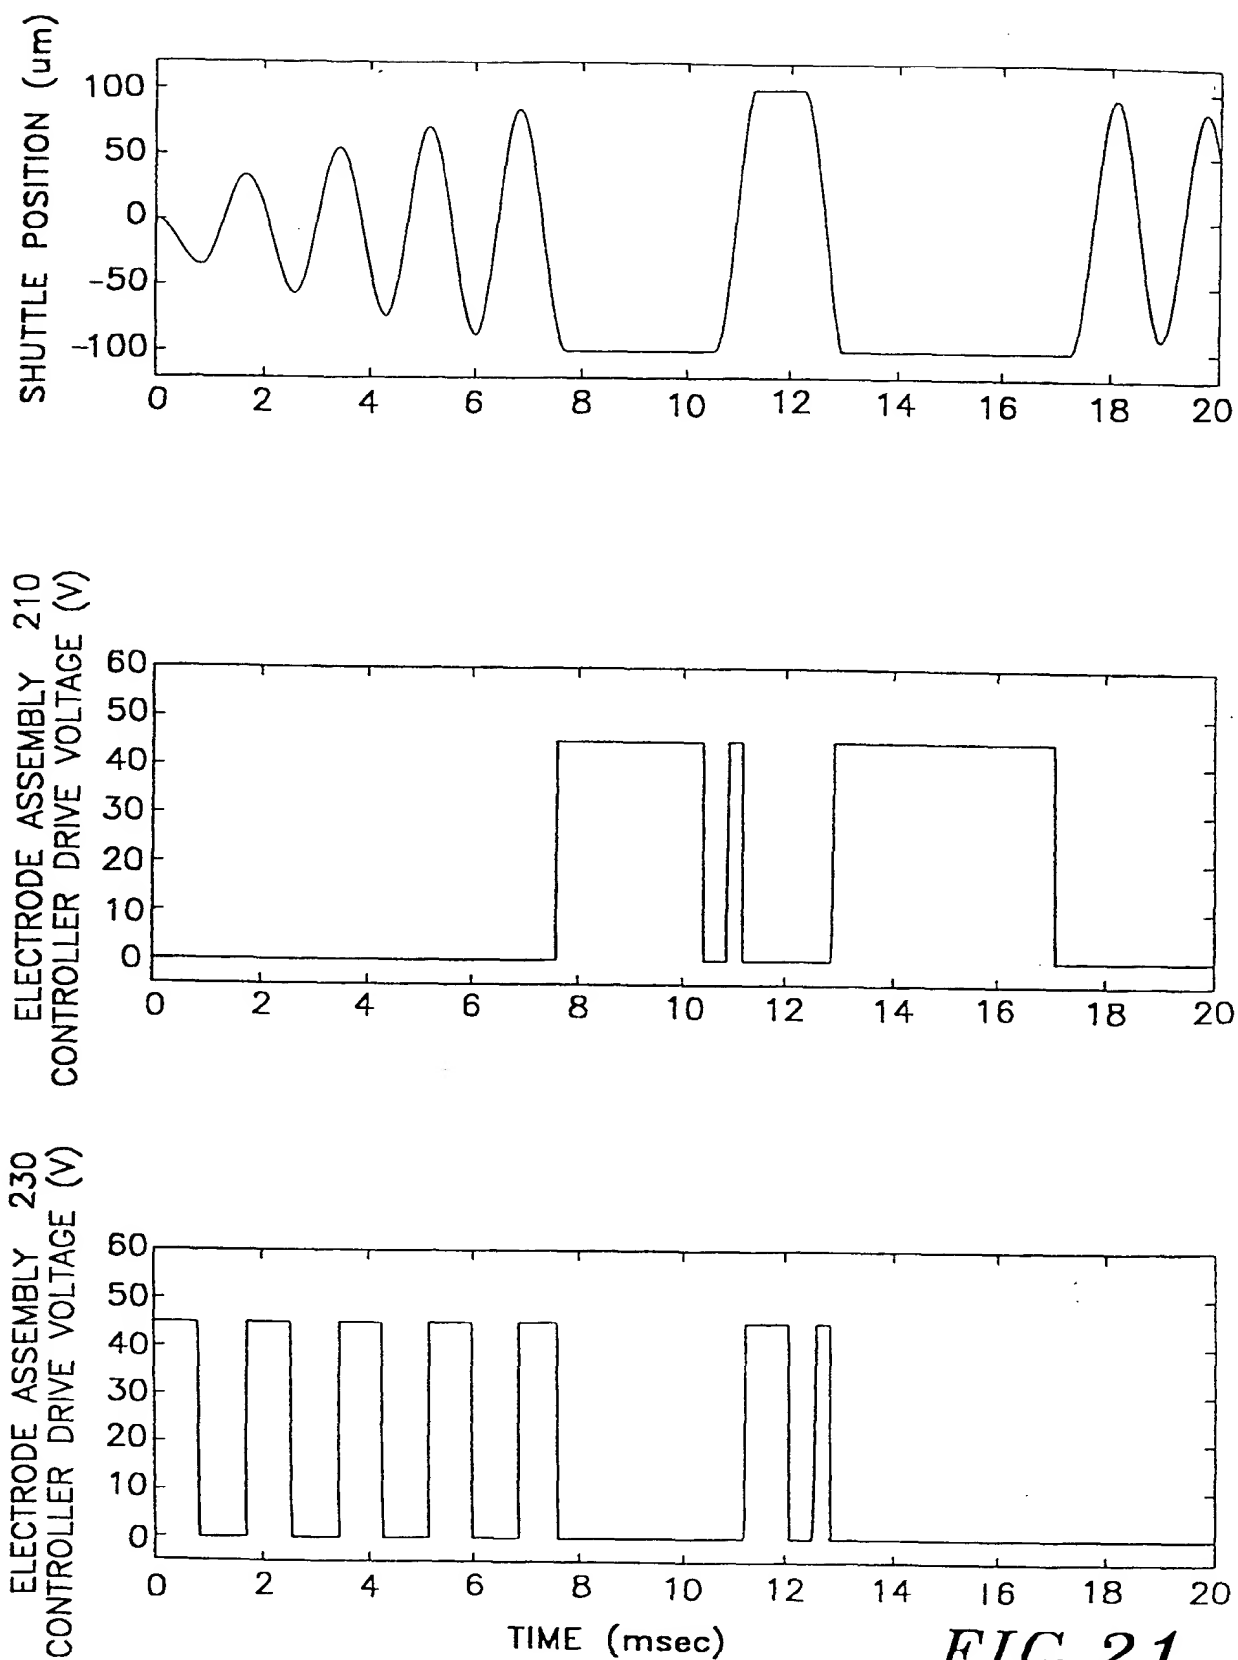 SHUTTLE POSITION (um)
100
50
0
-50
-100
0 2 4 6 8 10 12 14 16 18 20
ELECTRODE ASSEMBLY 210
CONTROLLER DRIVE VOLTAGE (V)
60
50
40
30
20
10
0
0 2 4 6 8 10 12 14 16 18 20
ELECTRODE ASSEMBLY 230
CONTROLLER DRIVE VOLTAGE (V)
60
50
40
30
20
10
0
0 2 4 6 8 10 12 14 16 18 20
TIME (msec)
FIG. 21